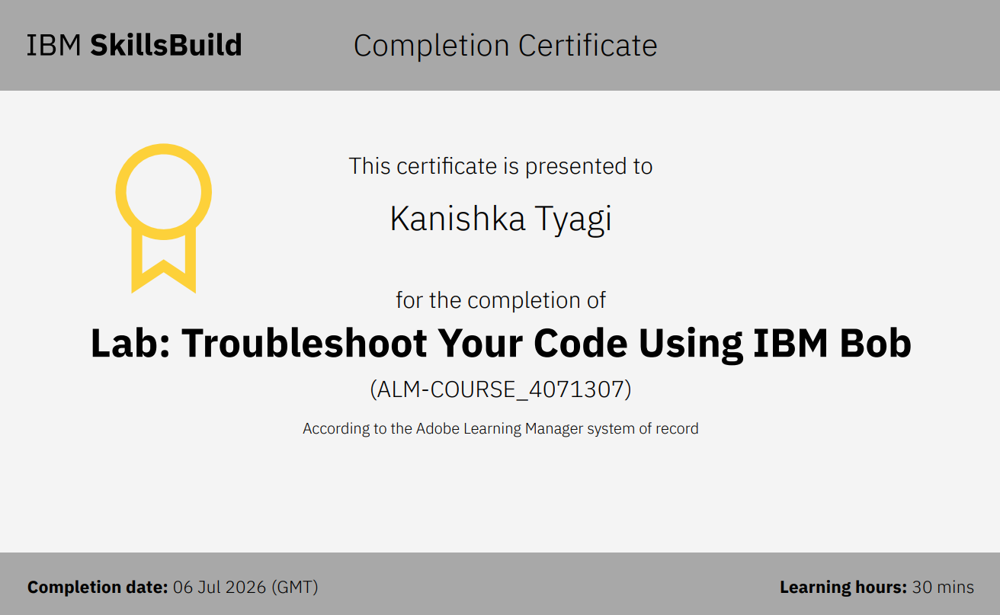 IBM SkillsBuild
Completion Certificate
This certificate is presented to
Kanishka Tyagi
for the completion of
Lab: Troubleshoot Your Code Using IBM Bob
(ALM-COURSE_4071307)
According to the Adobe Learning Manager system of record
Completion date: 06 Jul 2026 (GMT)
Learning hours: 30 mins